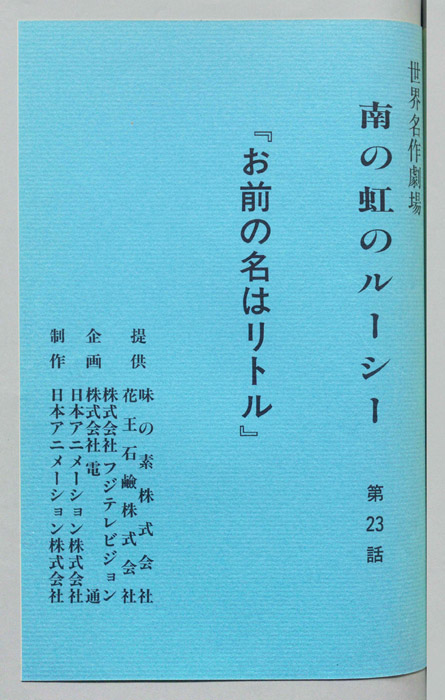 世界名作劇場
南の虹のルーシー 第23話
『お前の名はリトル』
提供 味の素株式会社
花王石鹼株式会社
企画 株式会社フジテレビジョン
株式会社電通
日本アニメーション株式会社
制作 日本アニメーション株式会社